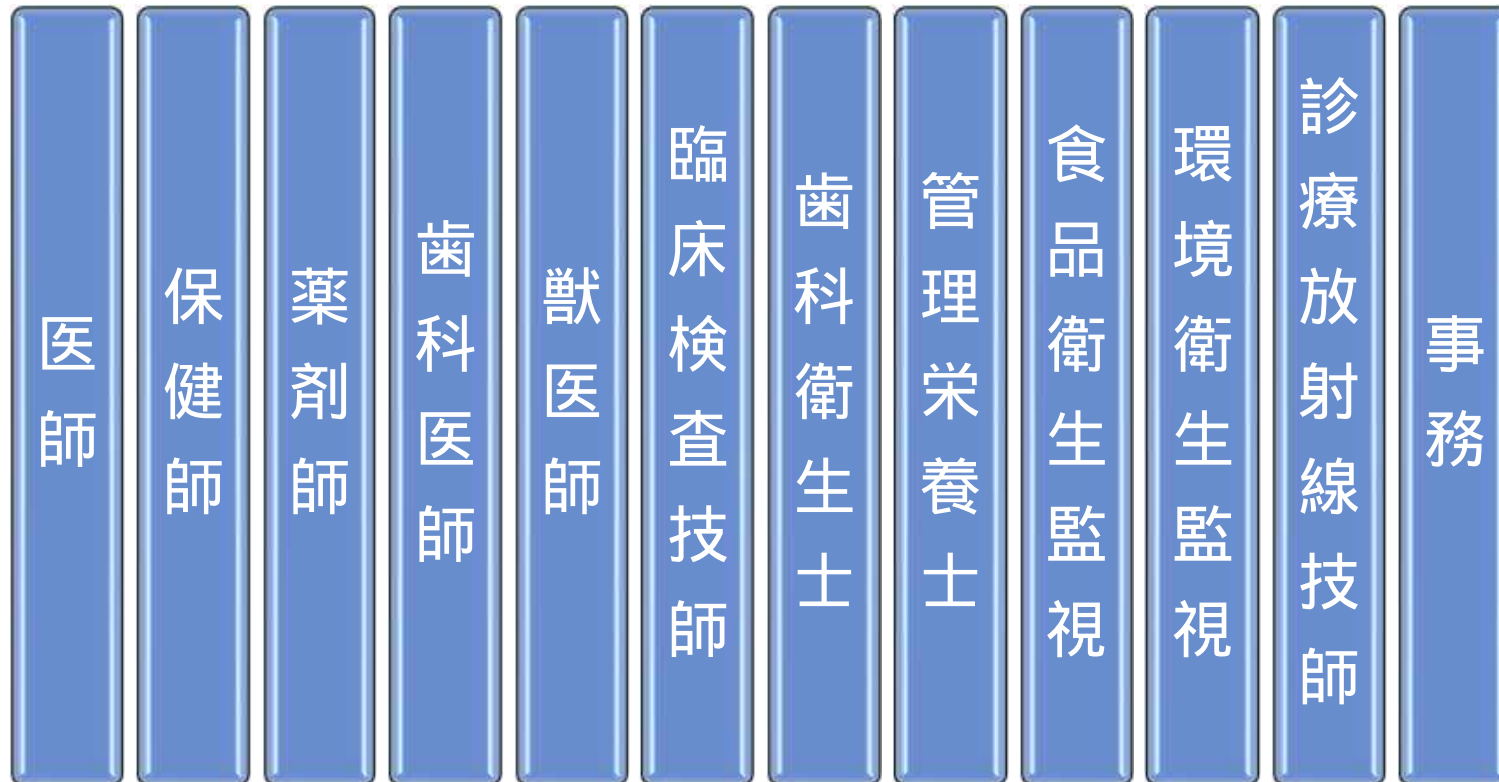 医師
保健師
薬剤師
歯科医師
獣医師
臨床検査技師
歯科衛生士
管理栄養士
食品衛生監視
環境衛生監視
診療放射線技師
事務